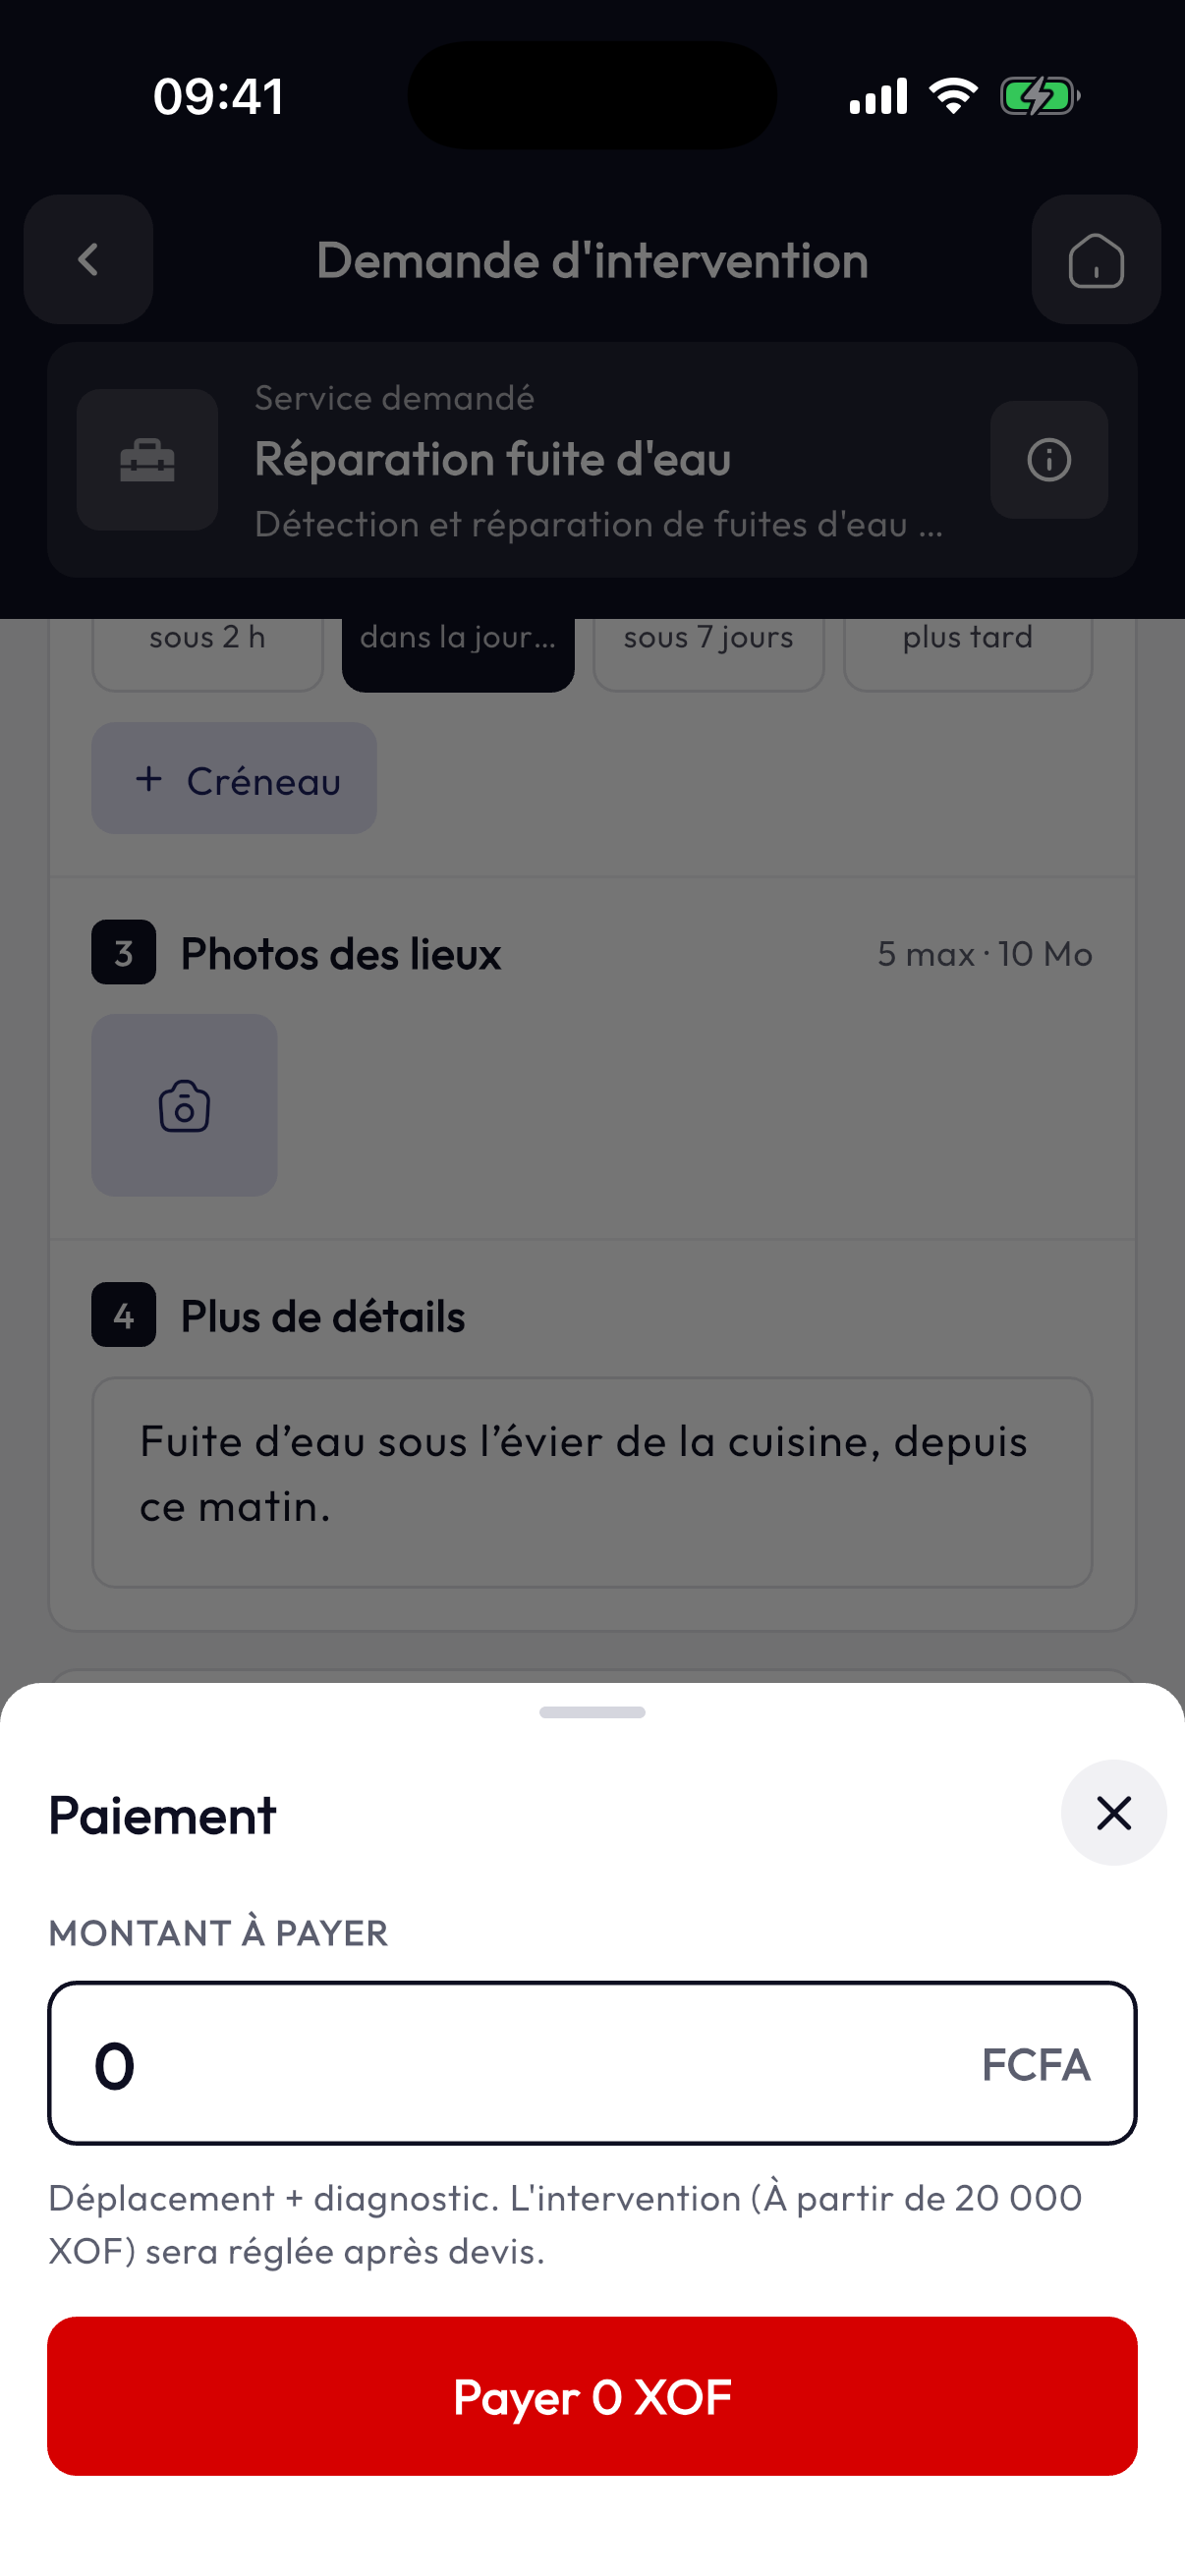 09:41
Demande d'intervention
Service demandé
Réparation fuite d'eau
Détection et réparation de fuites d'eau ...
sous 2 h
dans la jour...
sous 7 jours
plus tard
+ Créneau
3 Photos des lieux
5 max · 10 Mo
4 Plus de détails
Fuite d’eau sous l’évier de la cuisine, depuis
ce matin.
Paiement
MONTANT À PAYER
0 FCFA
Déplacement + diagnostic. L'intervention (À partir de 20 000
XOF) sera réglée après devis.
Payer 0 XOF